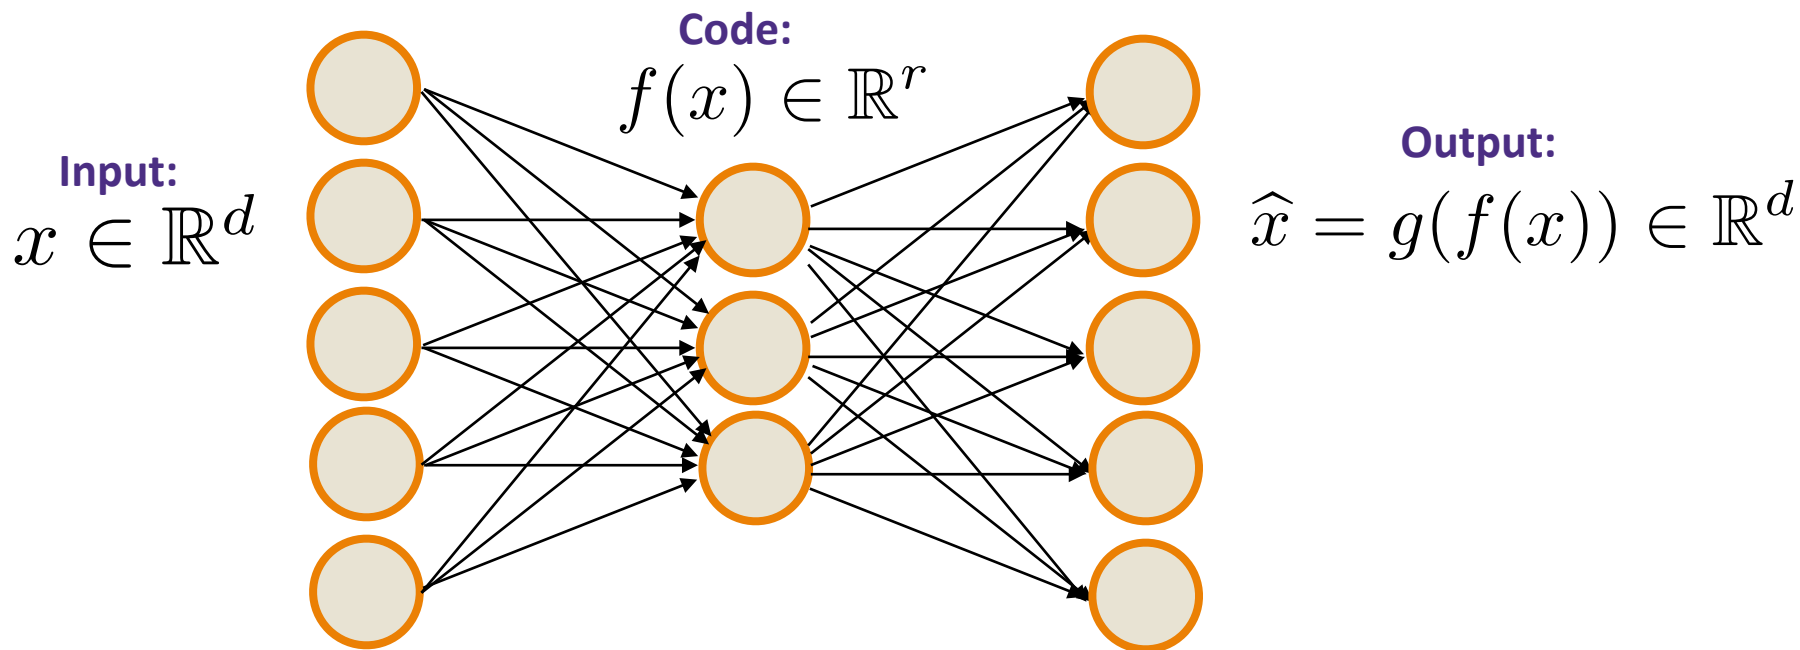 Code:
f(x) ∈ ℝ^r
Input:
x ∈ ℝ^d
Output:
x̂ = g(f(x)) ∈ ℝ^d